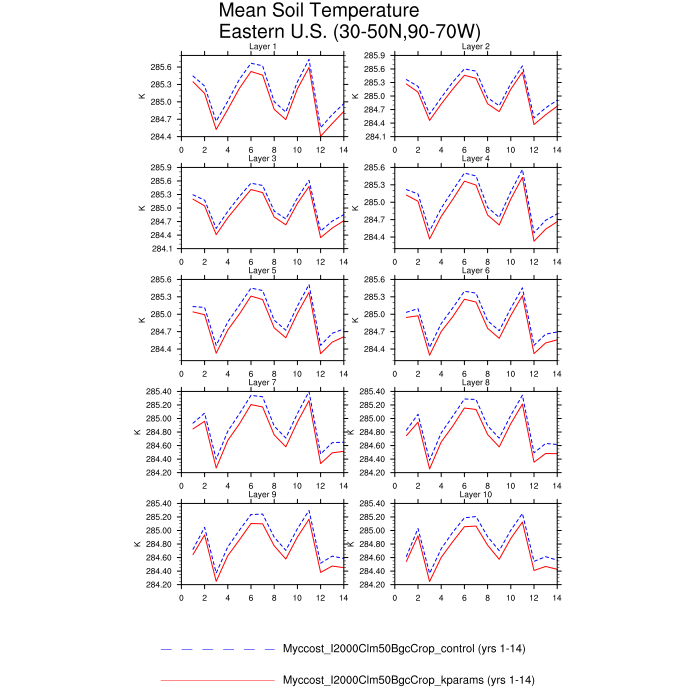 Mean Soil Temperature
Eastern U.S. (30-50N,90-70W)
Layer 1
285.6
285.3
285.0
284.7
284.4
K
0 2 4 6 8 10 12 14
Layer 2
285.9
285.6
285.3
285.0
284.7
284.4
284.1
K
0 2 4 6 8 10 12 14
Layer 3
285.9
285.6
285.3
285.0
284.7
284.4
284.1
K
0 2 4 6 8 10 12 14
Layer 4
285.6
285.3
285.0
284.7
284.4
K
0 2 4 6 8 10 12 14
Layer 5
285.6
285.3
285.0
284.7
284.4
K
0 2 4 6 8 10 12 14
Layer 6
285.6
285.3
285.0
284.7
284.4
K
0 2 4 6 8 10 12 14
Layer 7
285.40
285.20
285.00
284.80
284.60
284.40
284.20
K
0 2 4 6 8 10 12 14
Layer 8
285.40
285.20
285.00
284.80
284.60
284.40
284.20
K
0 2 4 6 8 10 12 14
Layer 9
285.40
285.20
285.00
284.80
284.60
284.40
284.20
K
0 2 4 6 8 10 12 14
Layer 10
285.40
285.20
285.00
284.80
284.60
284.40
284.20
K
0 2 4 6 8 10 12 14
Myccost_I2000Clm50BgcCrop_control (yrs 1-14)
Myccost_I2000Clm50BgcCrop_kparams (yrs 1-14)